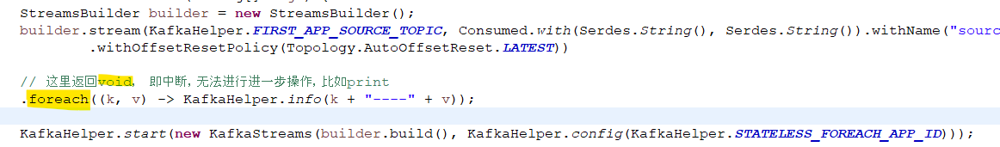 StreamsBuilder builder = new StreamsBuilder();
builder.stream(KafkaHelper.FIRST_APP_SOURCE_TOPIC, Consumed.with(Serdes.String(), Serdes.String()).withName("sourc
.withOffsetResetPolicy(Topology.AutoOffsetReset.LATEST))
// 这里返回void, 即中断,无法进行进一步操作,比如print
.foreach((k, v) -> KafkaHelper.info(k + "----" + v));
KafkaHelper.start(new KafkaStreams(builder.build(), KafkaHelper.config(KafkaHelper.STATELESS_FOREACH_APP_ID)));